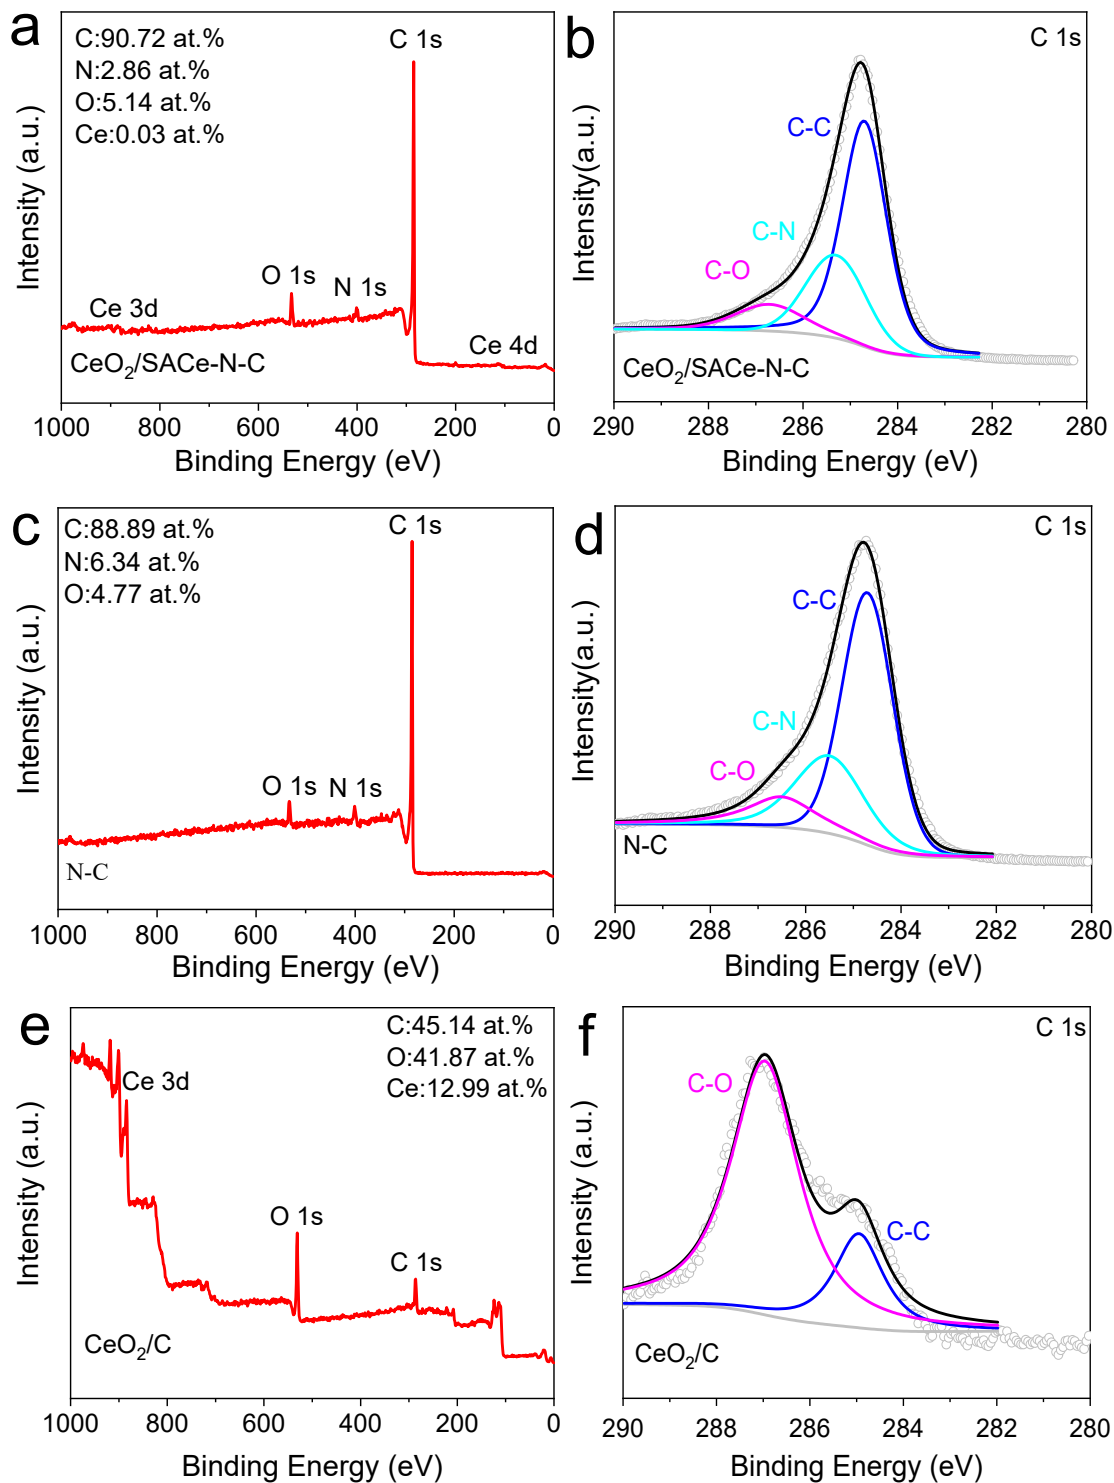 a
C:90.72 at.%
N:2.86 at.%
O:5.14 at.%
Ce:0.03 at.%
C 1s
O 1s
N 1s
Ce 3d
Ce 4d
CeO₂/SACe-N-C
Intensity (a.u.)
1000 800 600 400 200 0
Binding Energy (eV)
b
C 1s
C-C
C-N
C-O
CeO₂/SACe-N-C
Intensity(a.u.)
290 288 286 284 282 280
Binding Energy (eV)
c
C:88.89 at.%
N:6.34 at.%
O:4.77 at.%
C 1s
O 1s
N 1s
N-C
Intensity (a.u.)
1000 800 600 400 200 0
Binding Energy (eV)
d
C 1s
C-C
C-N
C-O
N-C
Intensity(a.u.)
290 288 286 284 282 280
Binding Energy (eV)
e
C:45.14 at.%
O:41.87 at.%
Ce:12.99 at.%
Ce 3d
O 1s
C 1s
CeO₂/C
Intensity (a.u.)
1000 800 600 400 200 0
Binding Energy (eV)
f
C 1s
C-O
C-C
CeO₂/C
Intensity (a.u.)
290 288 286 284 282 280
Binding Energy (eV)